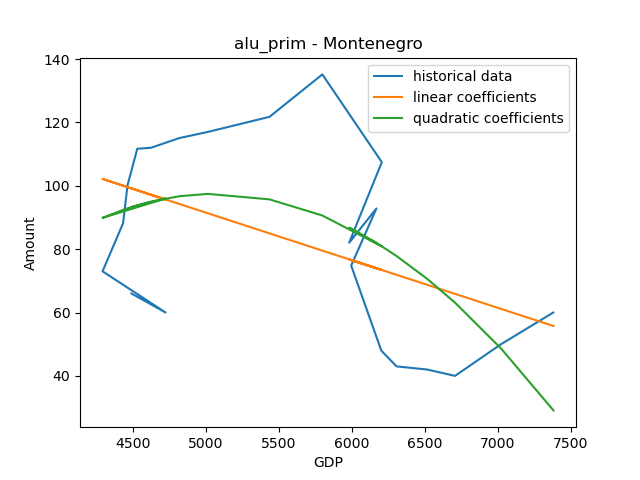 alu_prim - Montenegro
historical data
linear coefficients
quadratic coefficients
Amount
140
120
100
80
60
40
4500 5000 5500 6000 6500 7000 7500
GDP